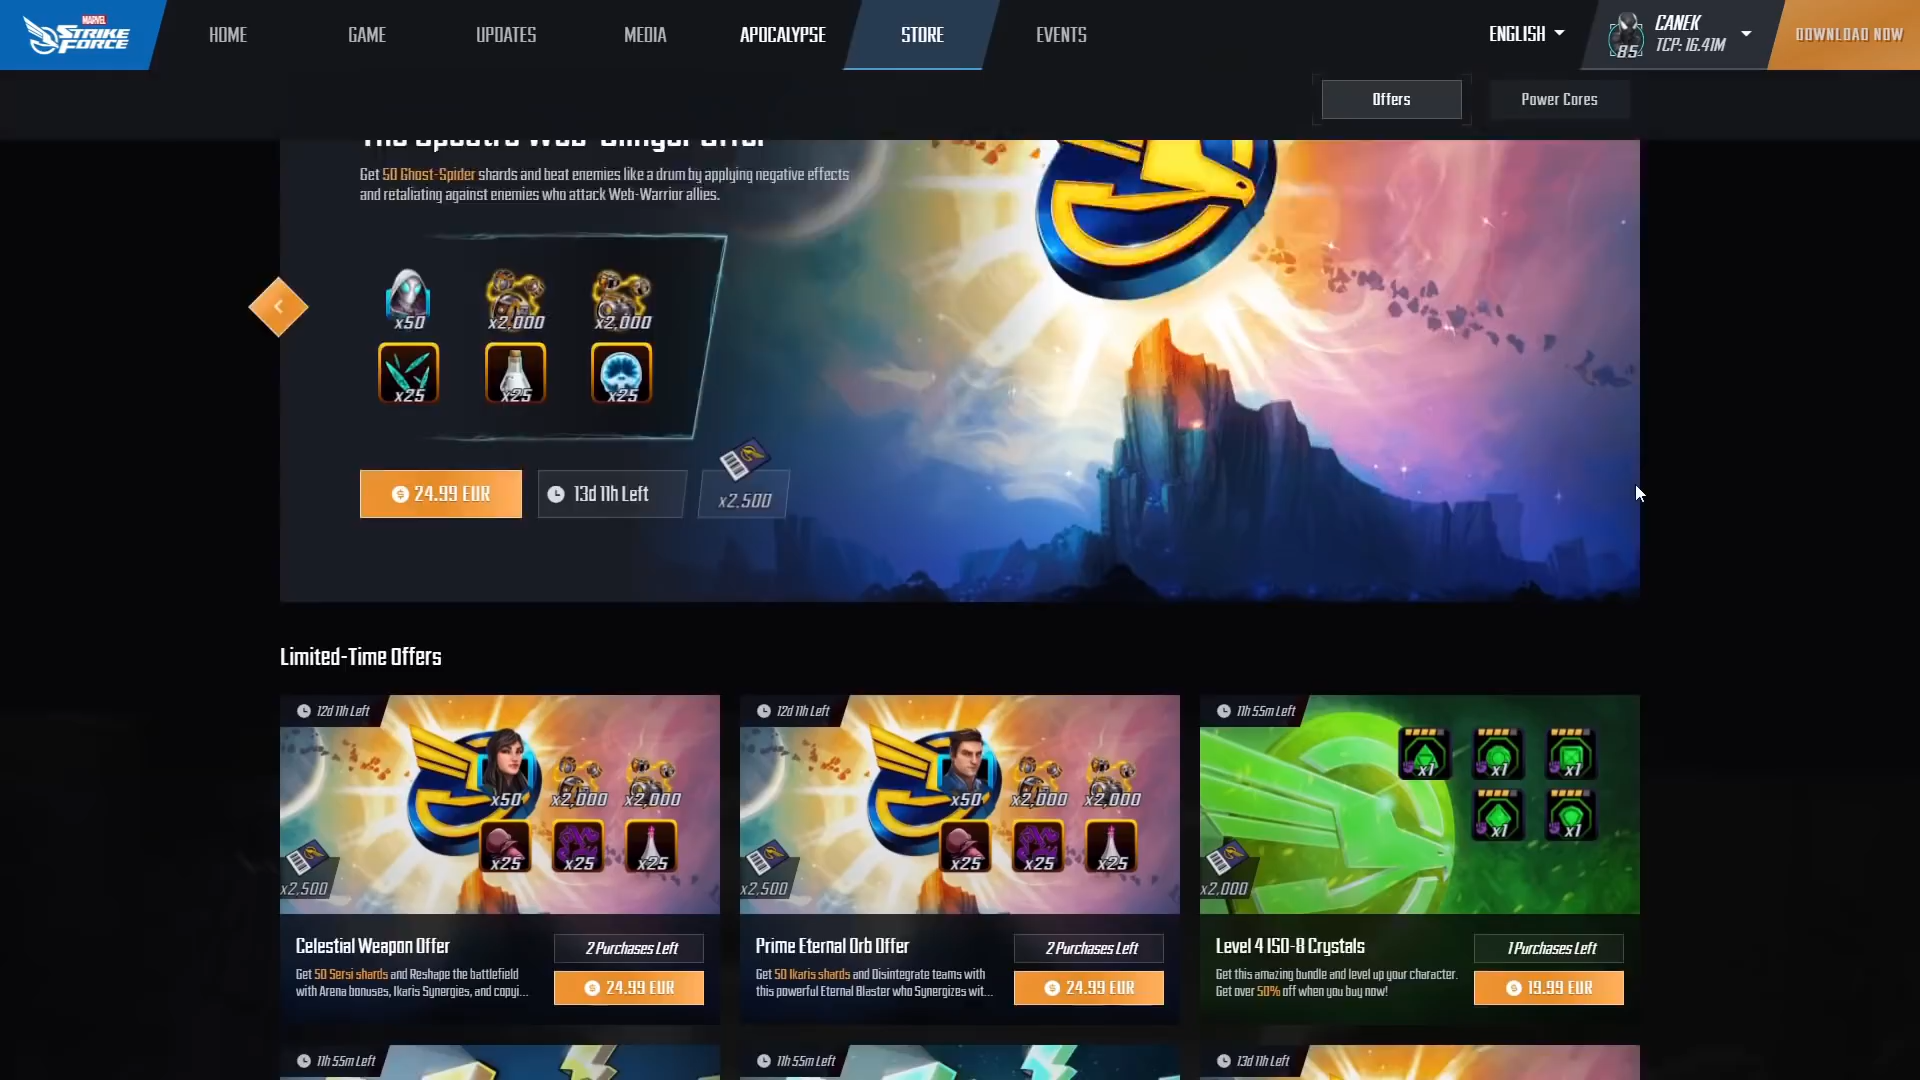 MARVEL
STRIKE
FORCE
HOME
GAME
UPDATES
MEDIA
APOCALYPSE
STORE
EVENTS
ENGLISH
85
CANEK
TCP: 16.41M
DOWNLOAD NOW
Offers
Power Cores
The Spectre Web-Slinger Offer
Get 50 Ghost-Spider shards and beat enemies like a drum by applying negative effects
and retaliating against enemies who attack Web-Warrior allies.
x50
x2,000
x2,000
x25
x25
x25
24.99 EUR
13d 11h Left
x2,500
Limited-Time Offers
12d 11h Left
x50
x2,000
x2,000
x25
x25
x25
x2,500
Celestial Weapon Offer
2 Purchases Left
Get 50 Sersi shards and Reshape the battlefield
with Arena bonuses, Ikaris Synergies, and copyi...
24.99 EUR
12d 11h Left
x50
x2,000
x2,000
x25
x25
x25
x2,500
Prime Eternal Orb Offer
2 Purchases Left
Get 50 Ikaris shards and Disintegrate teams with
this powerful Eternal Blaster who Synergizes wit...
24.99 EUR
11h 55m Left
x1
x1
x1
x1
x1
x2,000
Level 4 ISO-8 Crystals
1 Purchases Left
Get this amazing bundle and level up your character.
Get over 50% off when you buy now!
19.99 EUR
11h 55m Left
11h 55m Left
13d 11h Left